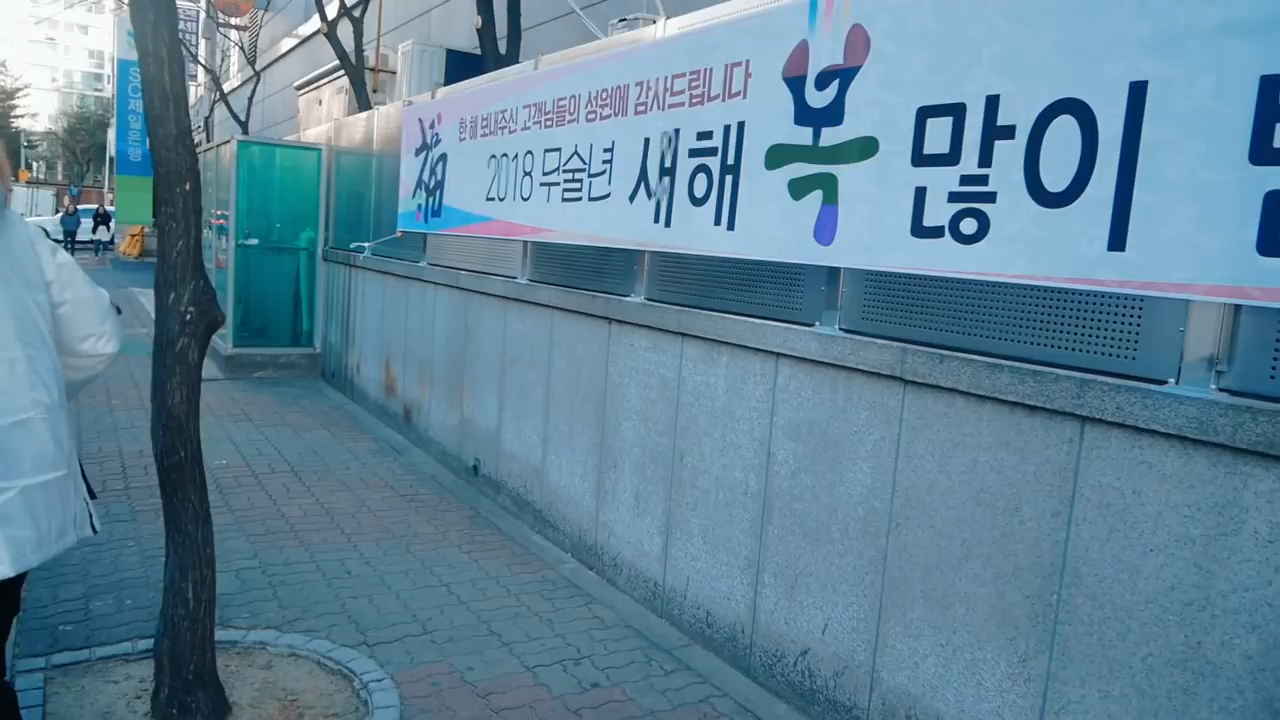 SC제일은행
福
한 해 보내주신 고객님들의 성원에 감사드립니다
2018 무술년 새해 복 많이